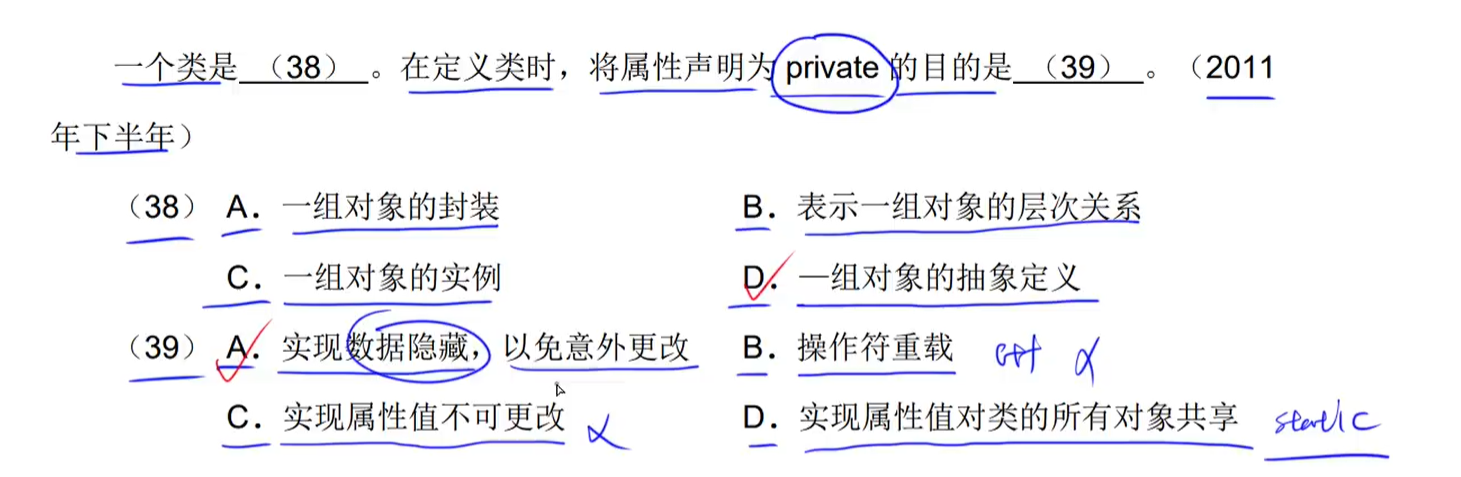 一个类是 （38） 。在定义类时，将属性声明为 private 的目的是 （39） 。（2011
年下半年）
（38） A．一组对象的封装 B．表示一组对象的层次关系
C．一组对象的实例 D．一组对象的抽象定义
（39） A．实现数据隐藏，以免意外更改 B．操作符重载
C．实现属性值不可更改 D．实现属性值对类的所有对象共享 static